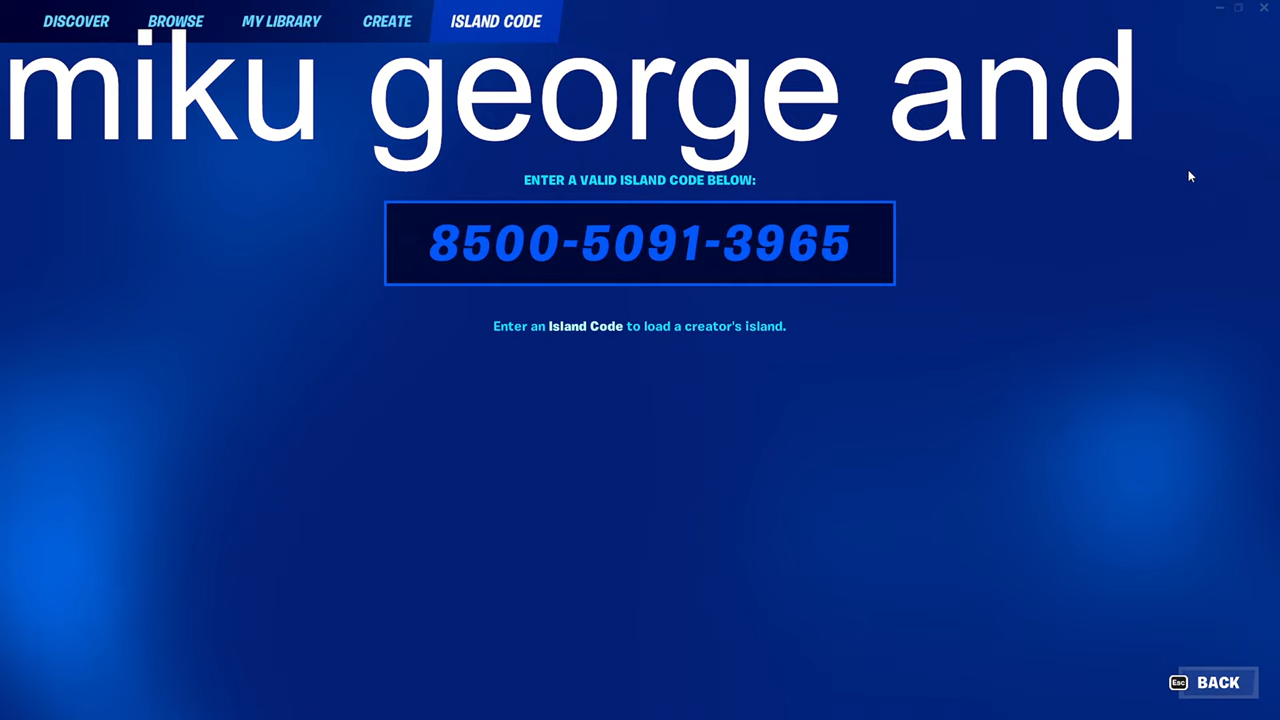 DISCOVER BROWSE MY LIBRARY CREATE ISLAND CODE
miku george and
ENTER A VALID ISLAND CODE BELOW:
8500-5091-3965
Enter an Island Code to load a creator's island.
Esc BACK